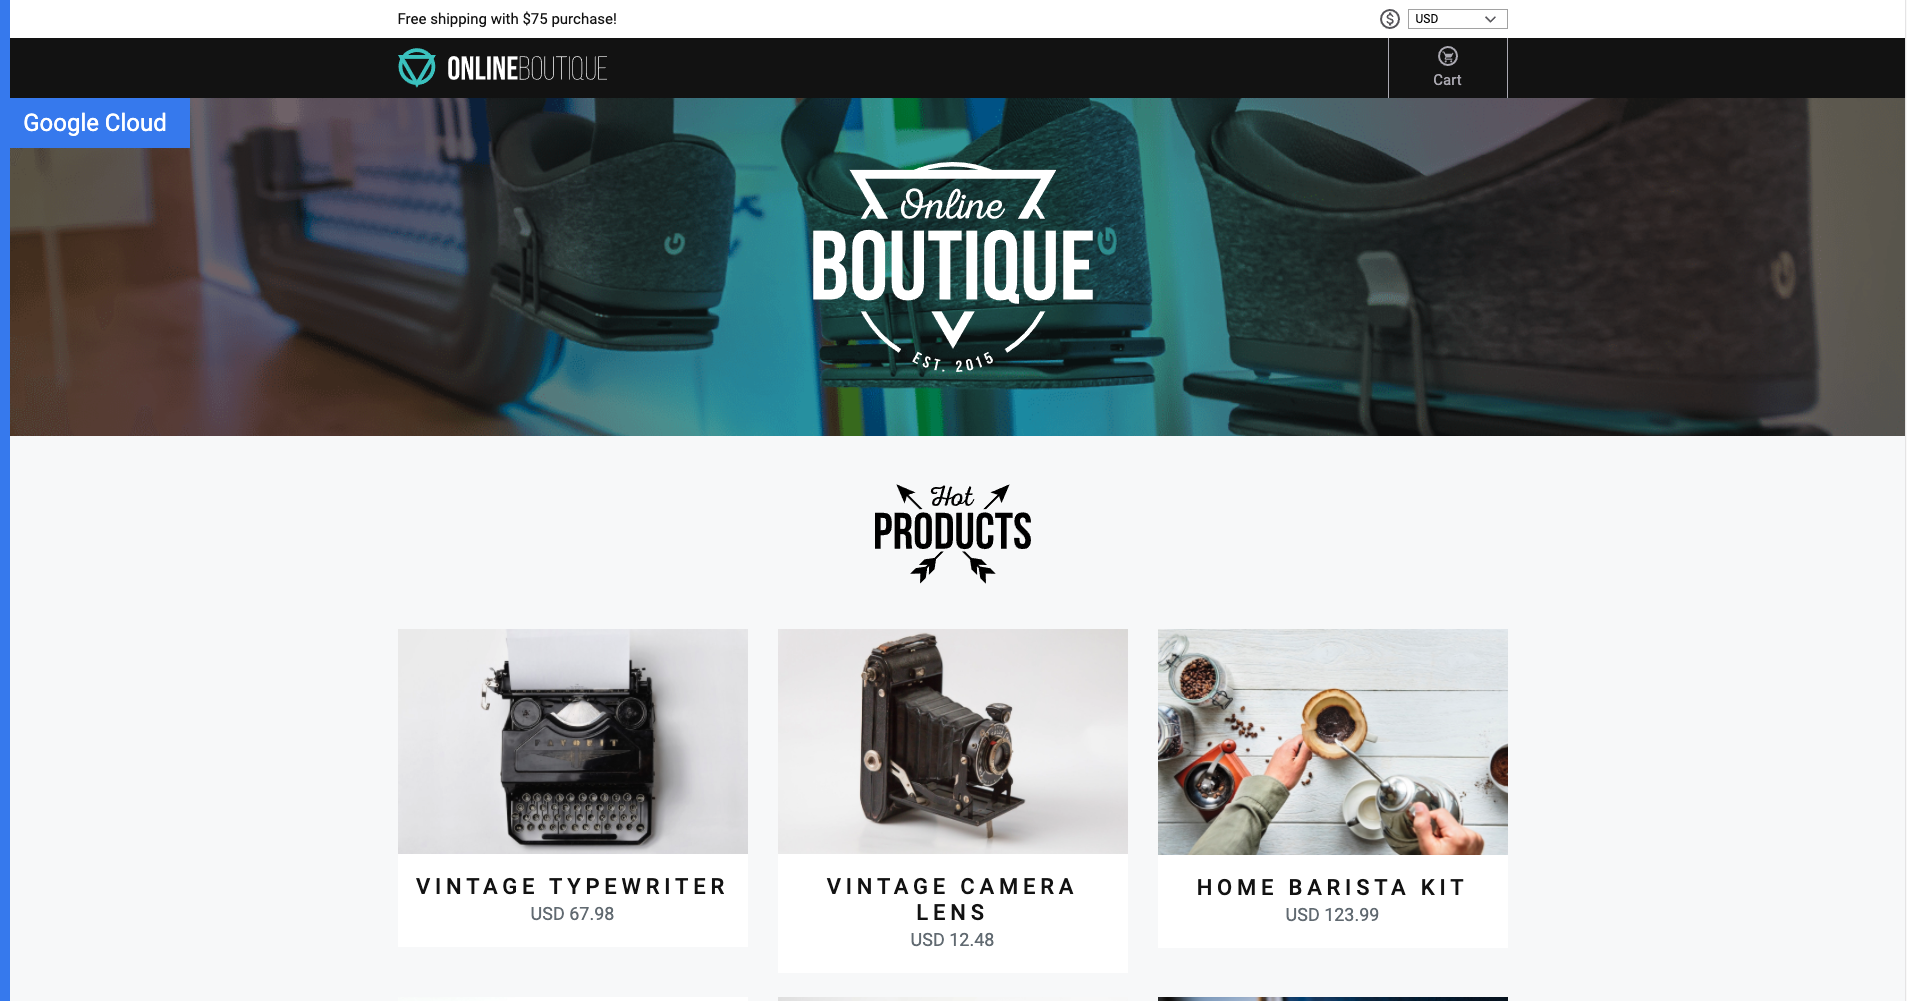 Free shipping with $75 purchase!
$
USD
ONLINEBOUTIQUE
Cart
Google Cloud
Online
BOUTIQUE
EST. 2015
G
G
G
Hot
PRODUCTS
VINTAGE TYPEWRITER
USD 67.98
VINTAGE CAMERA
LENS
USD 12.48
HOME BARISTA KIT
USD 123.99